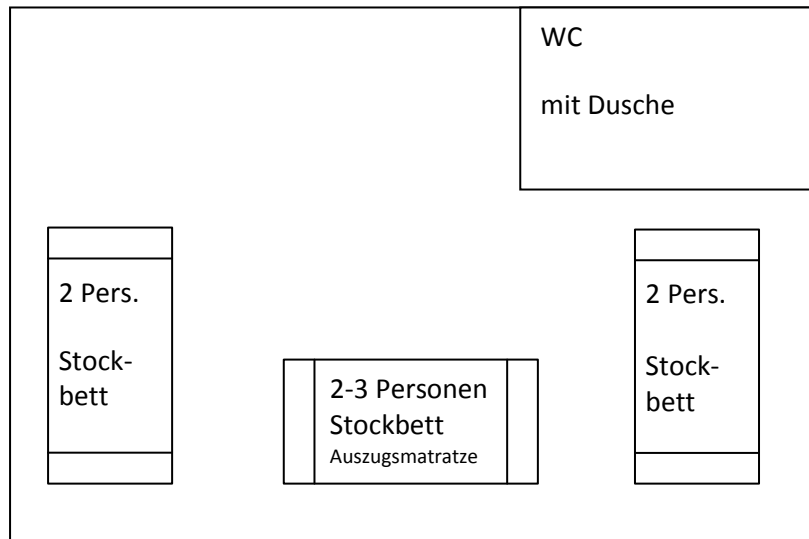 WC
mit Dusche
2 Pers.
Stock-
bett
2-3 Personen
Stockbett
Auszugsmatratze
2 Pers.
Stock-
bett